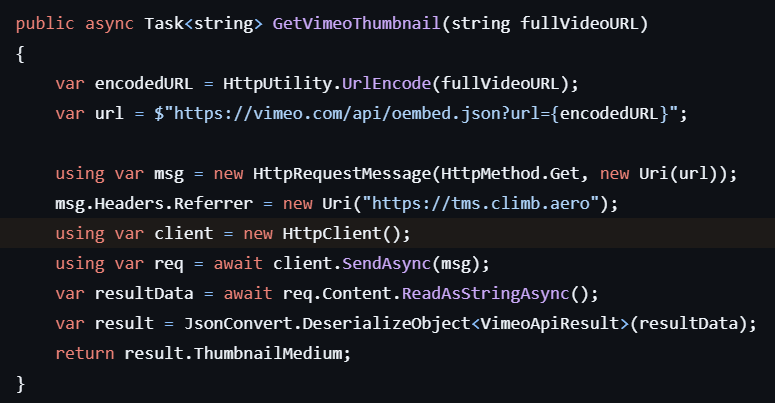 public async Task<string> GetVimeoThumbnail(string fullVideoURL)
{
    var encodedURL = HttpUtility.UrlEncode(fullVideoURL);
    var url = $"https://vimeo.com/api/oembed.json?url={encodedURL}";

    using var msg = new HttpRequestMessage(HttpMethod.Get, new Uri(url));
    msg.Headers.Referrer = new Uri("https://tms.climb.aero");
    using var client = new HttpClient();
    using var req = await client.SendAsync(msg);
    var resultData = await req.Content.ReadAsStringAsync();
    var result = JsonConvert.DeserializeObject<VimeoApiResult>(resultData);
    return result.ThumbnailMedium;
}